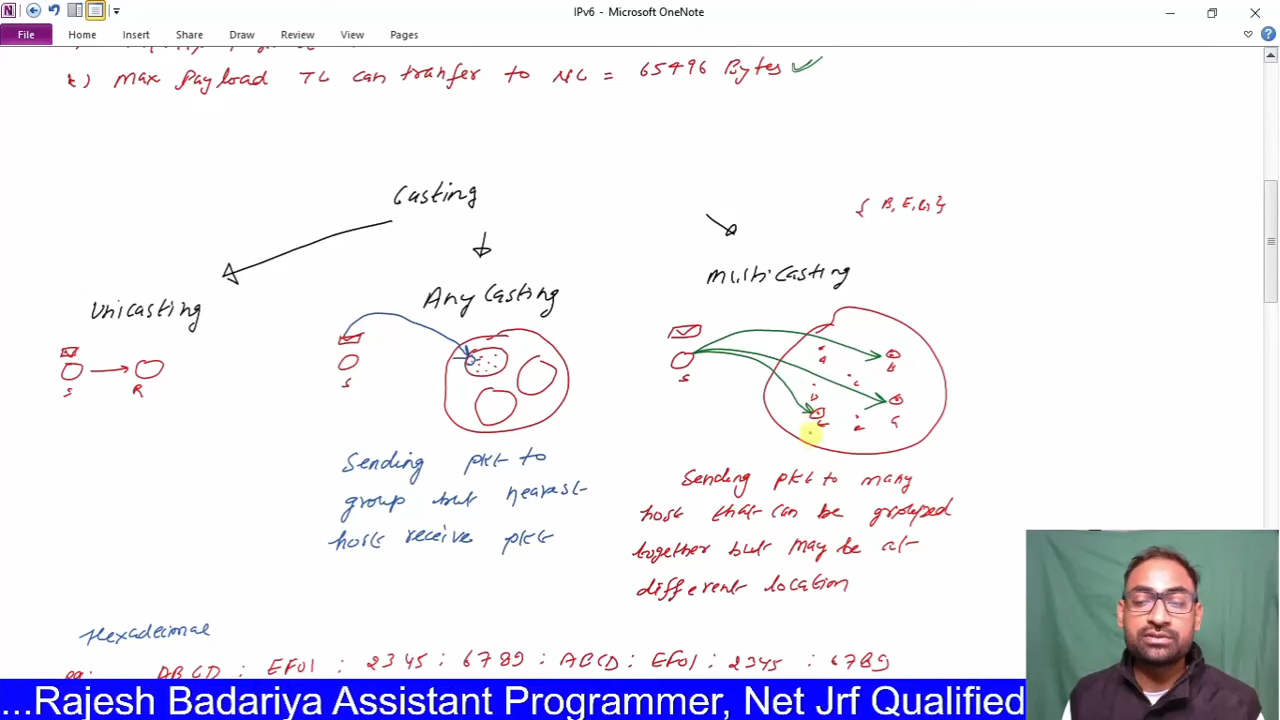 IPv6 - Microsoft OneNote
File Home Insert Share Draw Review View Pages
k) Max Payload TL can tranfer to NL = 65496 Bytes
Casting
{ B, E, G }
Unicasting
Any Casting
Multicasting
S R
S
S
A B
C
D
G
Sending pkt to group but nearest host receive pkt
Sending pkt to many
host that can be grouped
together but may be at
different location
Hexadecimal
eg: ABCD : EF01 : 2345 : 6789 : ABCD : EF01 : 2345 : 6789
...Rajesh Badariya Assistant Programmer, Net Jrf Qualified